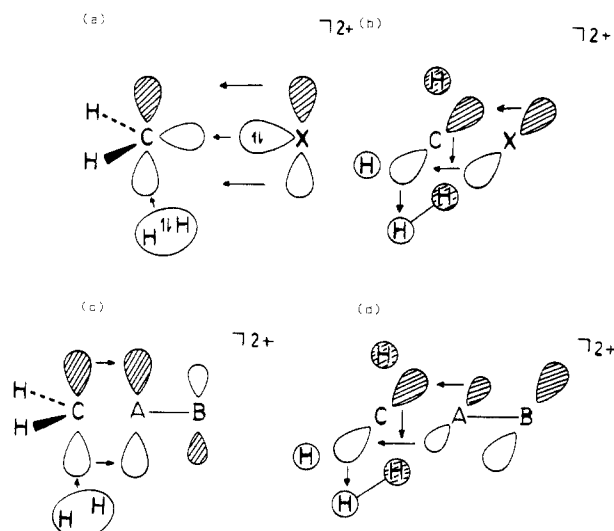 (a) ⌝2+ (b) ⌝2+
H H
C X C X
H H H
H ⇅ H H
(c) ⌝2+ (d) ⌝2+
H H
C A B C A B
H H H
H H H